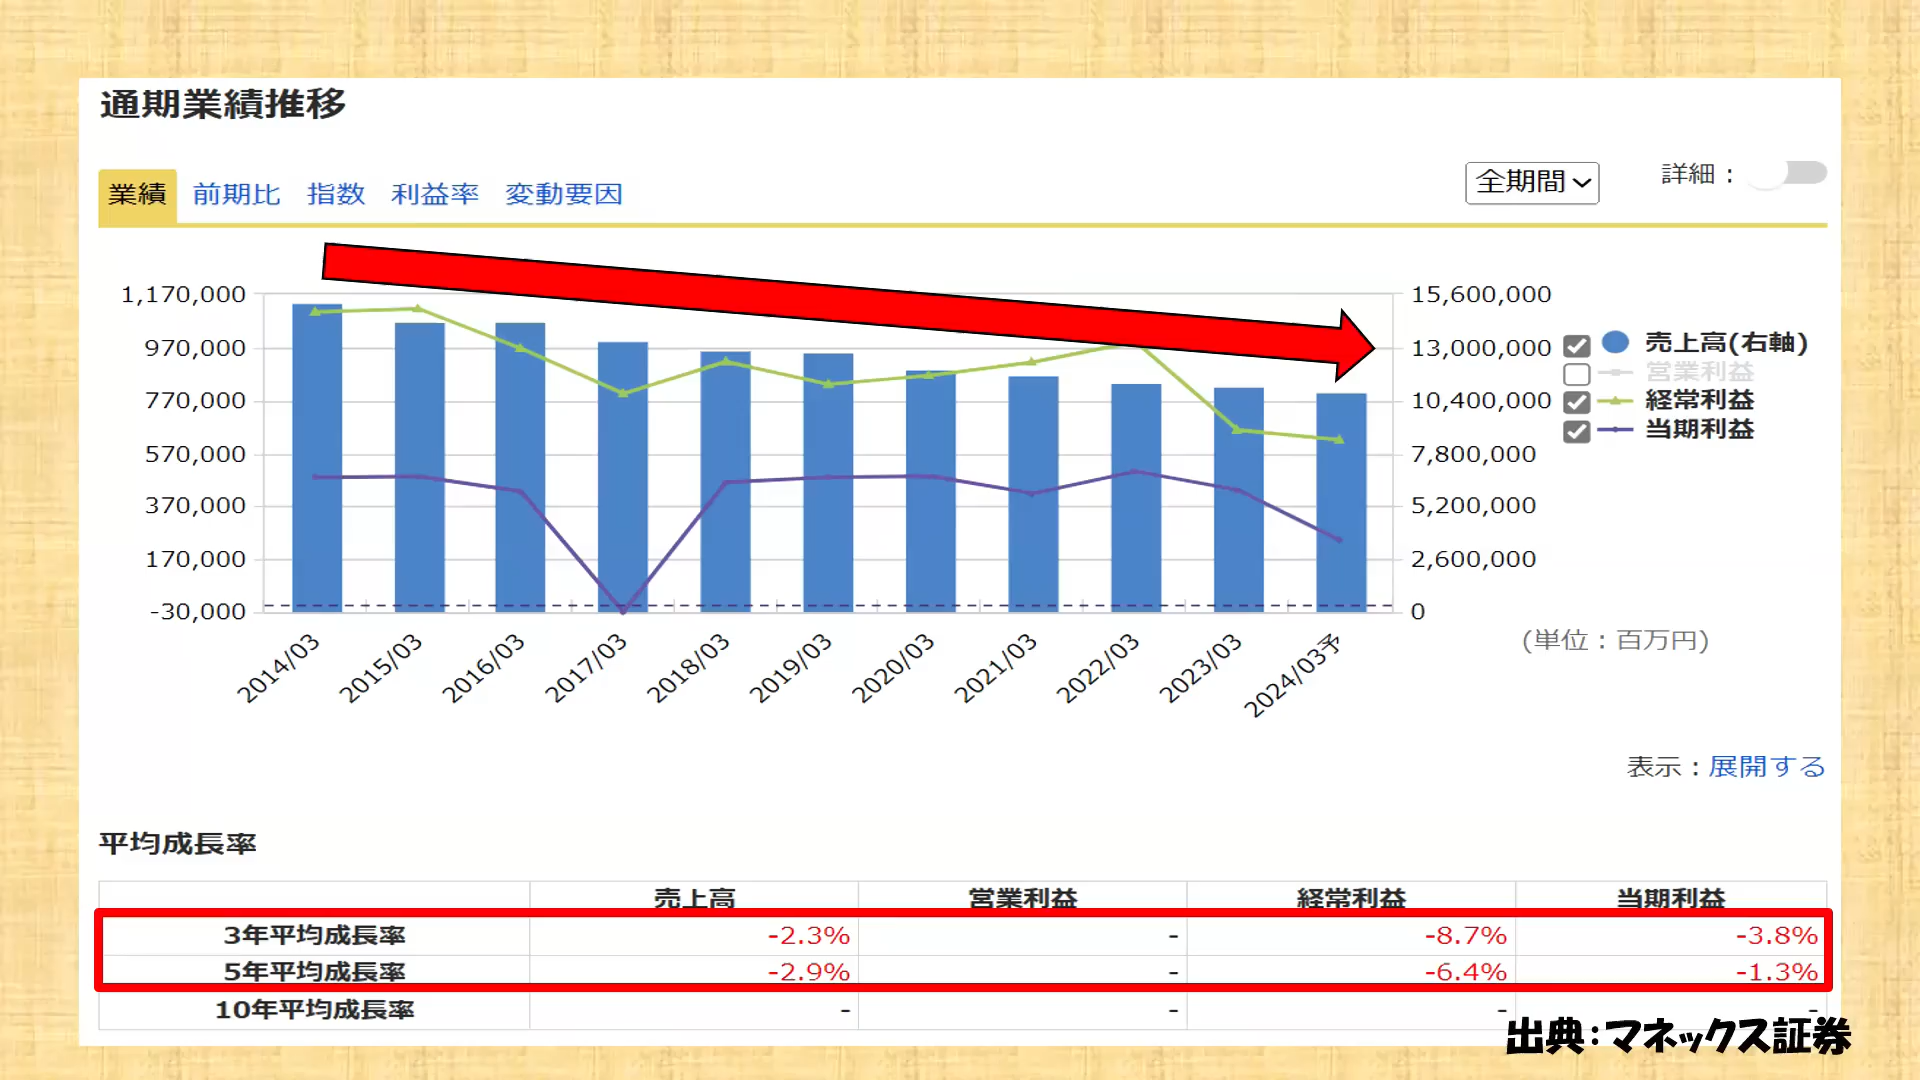 通期業績推移
業績 前期比 指数 利益率 変動要因
全期間
詳細：
1,170,000
970,000
770,000
570,000
370,000
170,000
-30,000
15,600,000
13,000,000
10,400,000
7,800,000
5,200,000
2,600,000
0
売上高(右軸)
営業利益
経常利益
当期利益
2014/03
2015/03
2016/03
2017/03
2018/03
2019/03
2020/03
2021/03
2022/03
2023/03
2024/03予
(単位：百万円)
表示：展開する
平均成長率
売上高 営業利益 経常利益 当期利益
3年平均成長率 -2.3% - -8.7% -3.8%
5年平均成長率 -2.9% - -6.4% -1.3%
10年平均成長率 - - - -
出典：マネックス証券